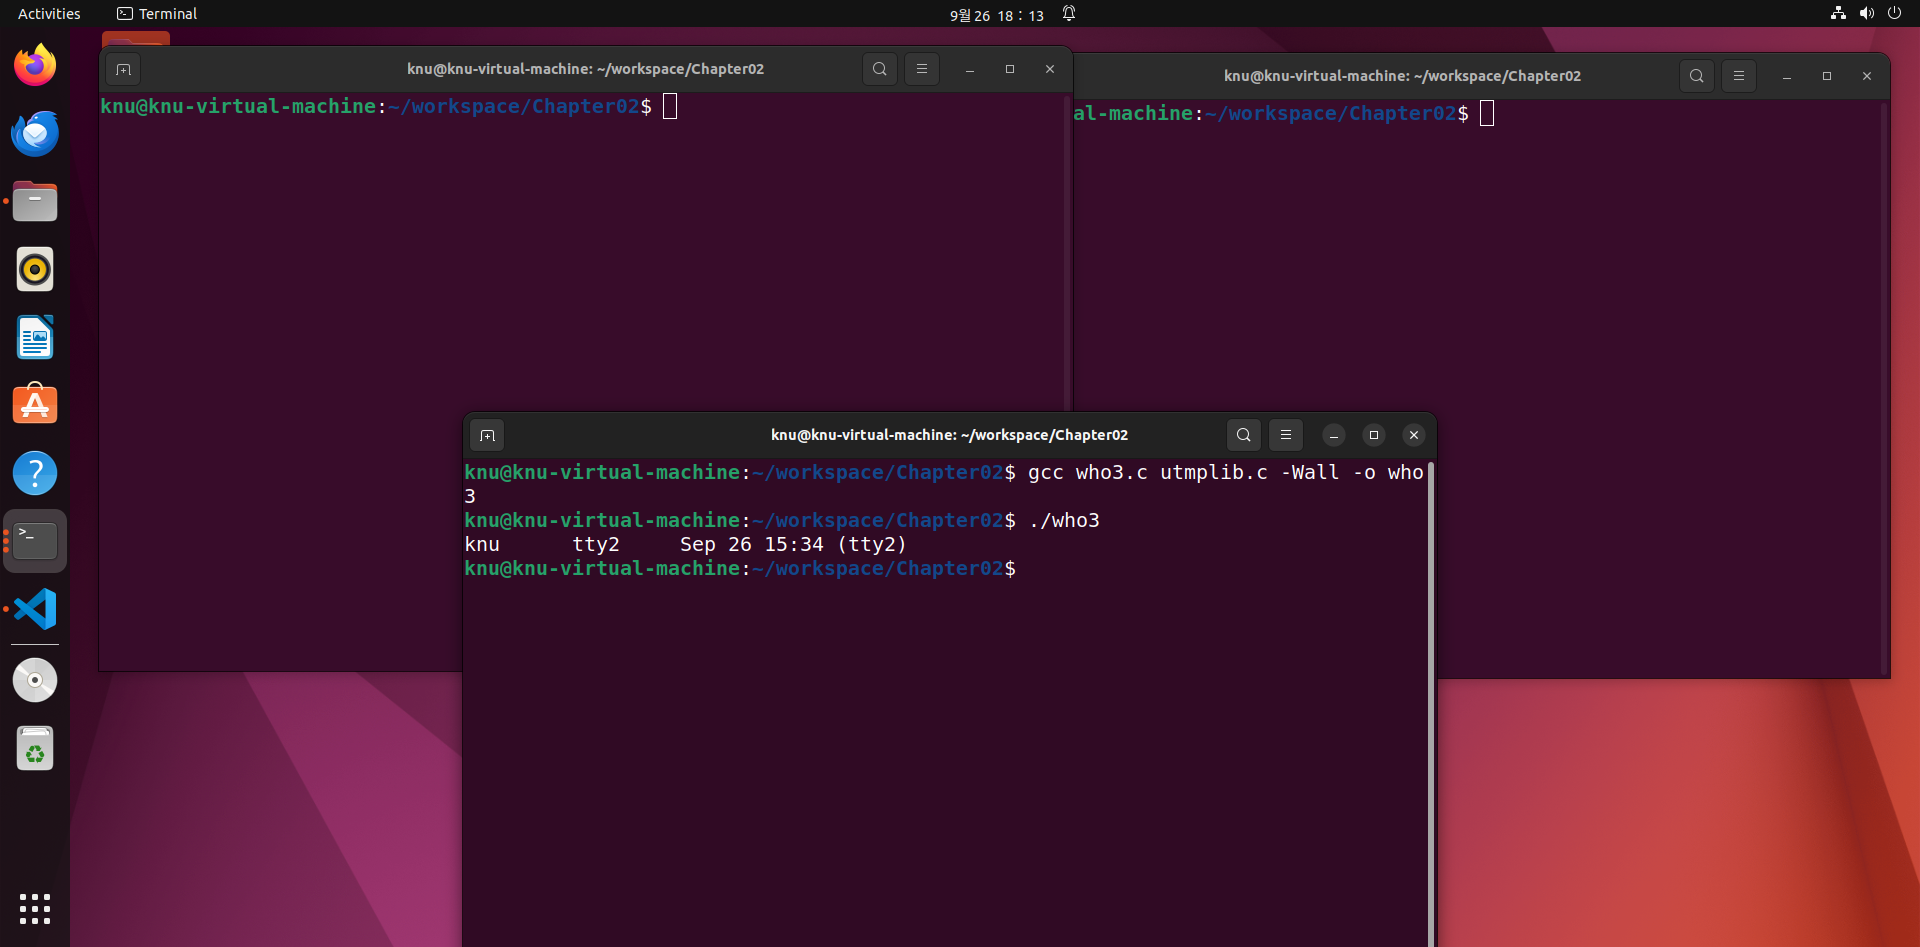 Activities
Terminal
9월 26 18 : 13
knu@knu-virtual-machine: ~/workspace/Chapter02
knu@knu-virtual-machine:~/workspace/Chapter02$
knu@knu-virtual-machine: ~/workspace/Chapter02
al-machine:~/workspace/Chapter02$
knu@knu-virtual-machine: ~/workspace/Chapter02
knu@knu-virtual-machine:~/workspace/Chapter02$ gcc who3.c utmplib.c -Wall -o who
3
knu@knu-virtual-machine:~/workspace/Chapter02$ ./who3
knu      tty2     Sep 26 15:34 (tty2)
knu@knu-virtual-machine:~/workspace/Chapter02$